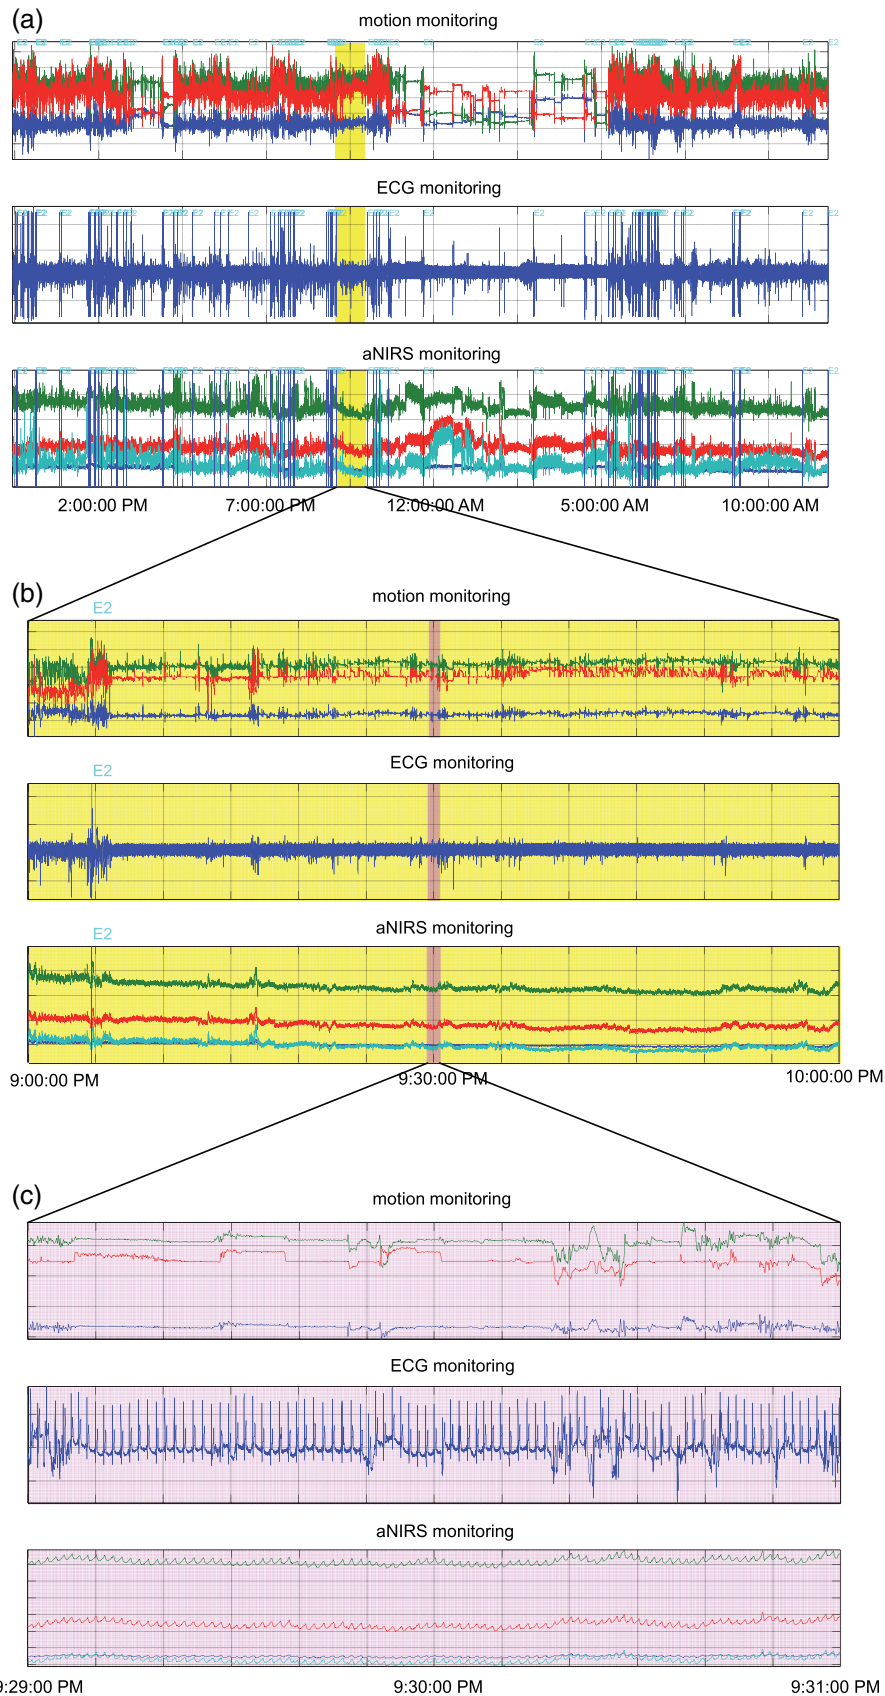 (a)
motion monitoring
ECG monitoring
aNIRS monitoring
2:00:00 PM 7:00:00 PM 12:00:00 AM 5:00:00 AM 10:00:00 AM
(b)
E2
motion monitoring
E2
ECG monitoring
E2
aNIRS monitoring
9:00:00 PM 9:30:00 PM 10:00:00 PM
(c)
motion monitoring
ECG monitoring
aNIRS monitoring
:29:00 PM 9:30:00 PM 9:31:00 PM